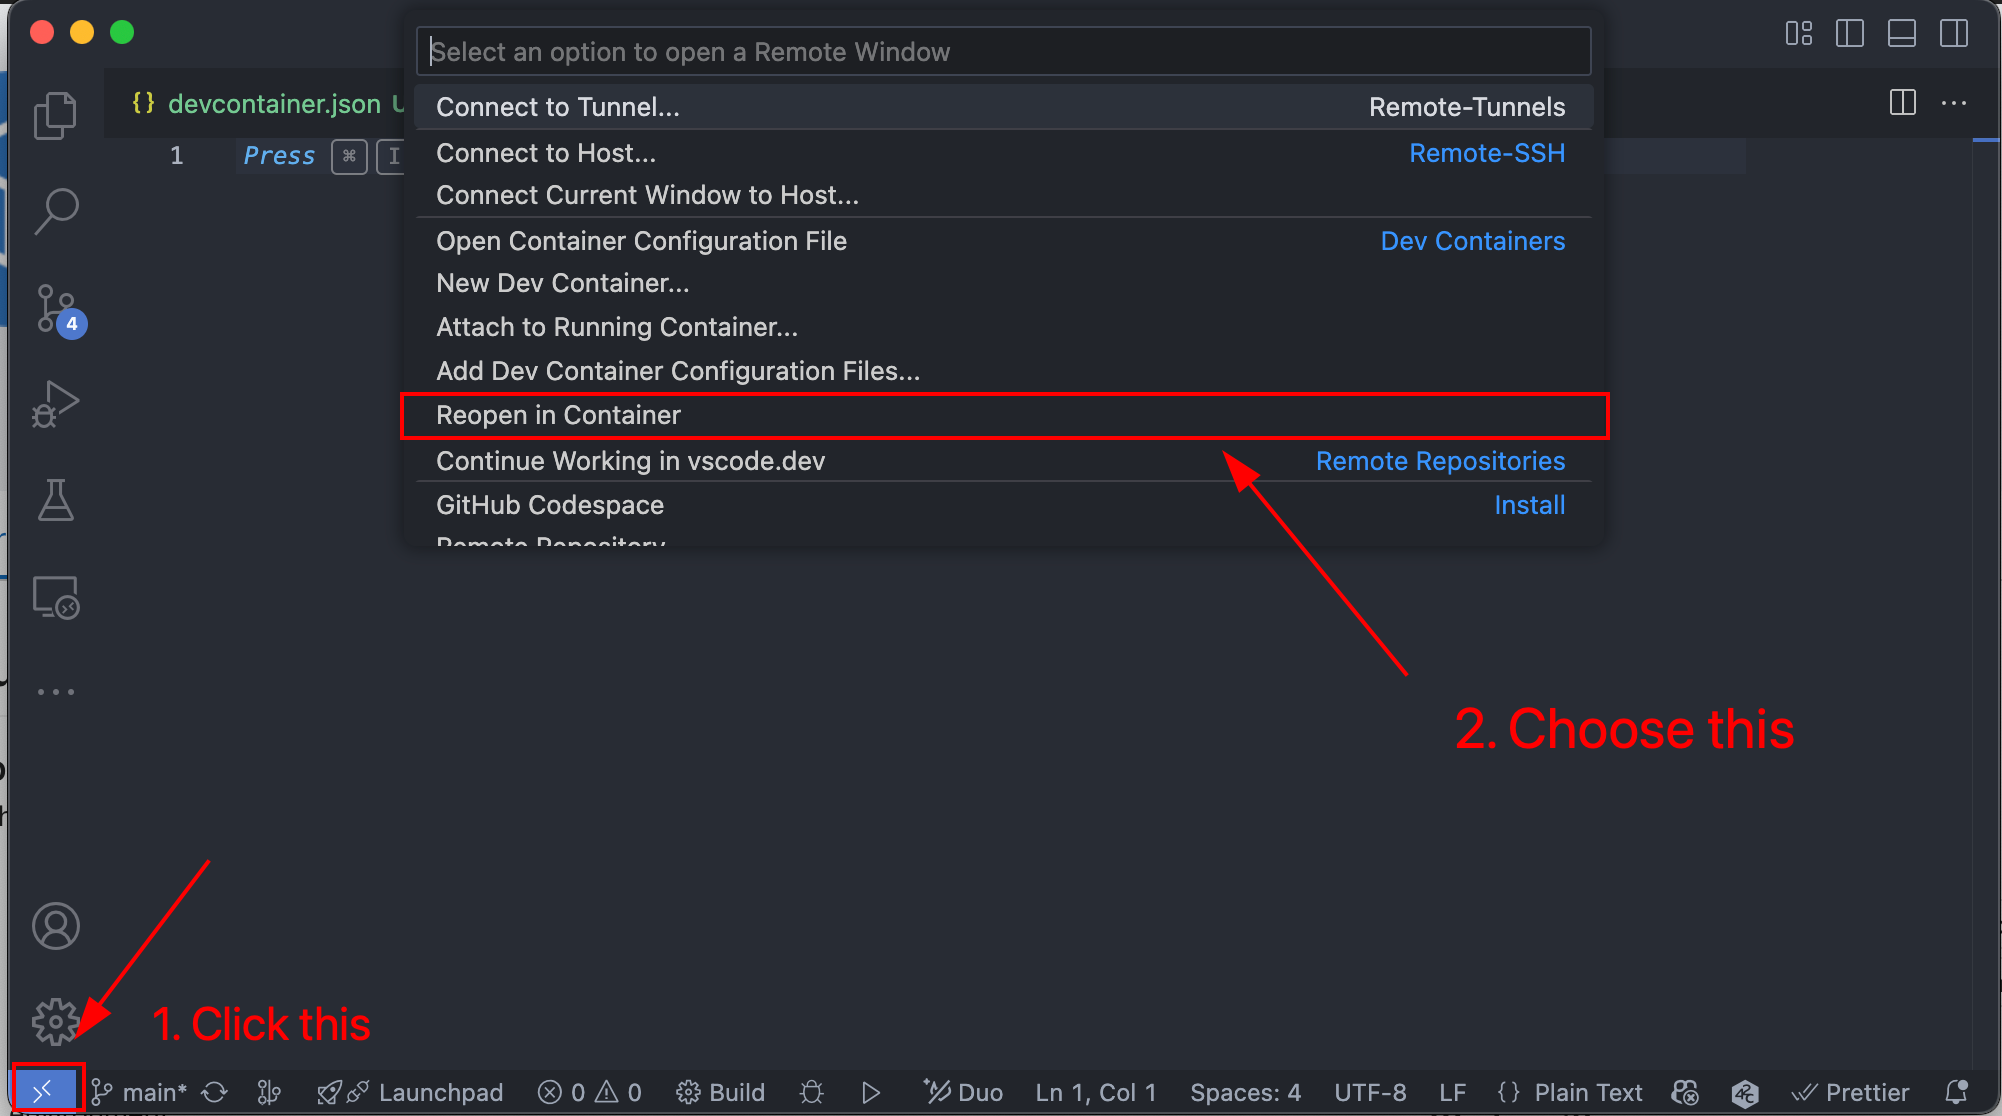 Select an option to open a Remote Window
{} devcontainer.json U
Connect to Tunnel... Remote-Tunnels
1 Press ⌘ I
Connect to Host... Remote-SSH
Connect Current Window to Host...
Open Container Configuration File Dev Containers
New Dev Container...
Attach to Running Container...
4
Add Dev Container Configuration Files...
Reopen in Container
Continue Working in vscode.dev Remote Repositories
GitHub Codespace Install
Remote Repository
2. Choose this
1. Click this
main* Launchpad 0 0 Build Duo Ln 1, Col 1 Spaces: 4 UTF-8 LF {} Plain Text Prettier